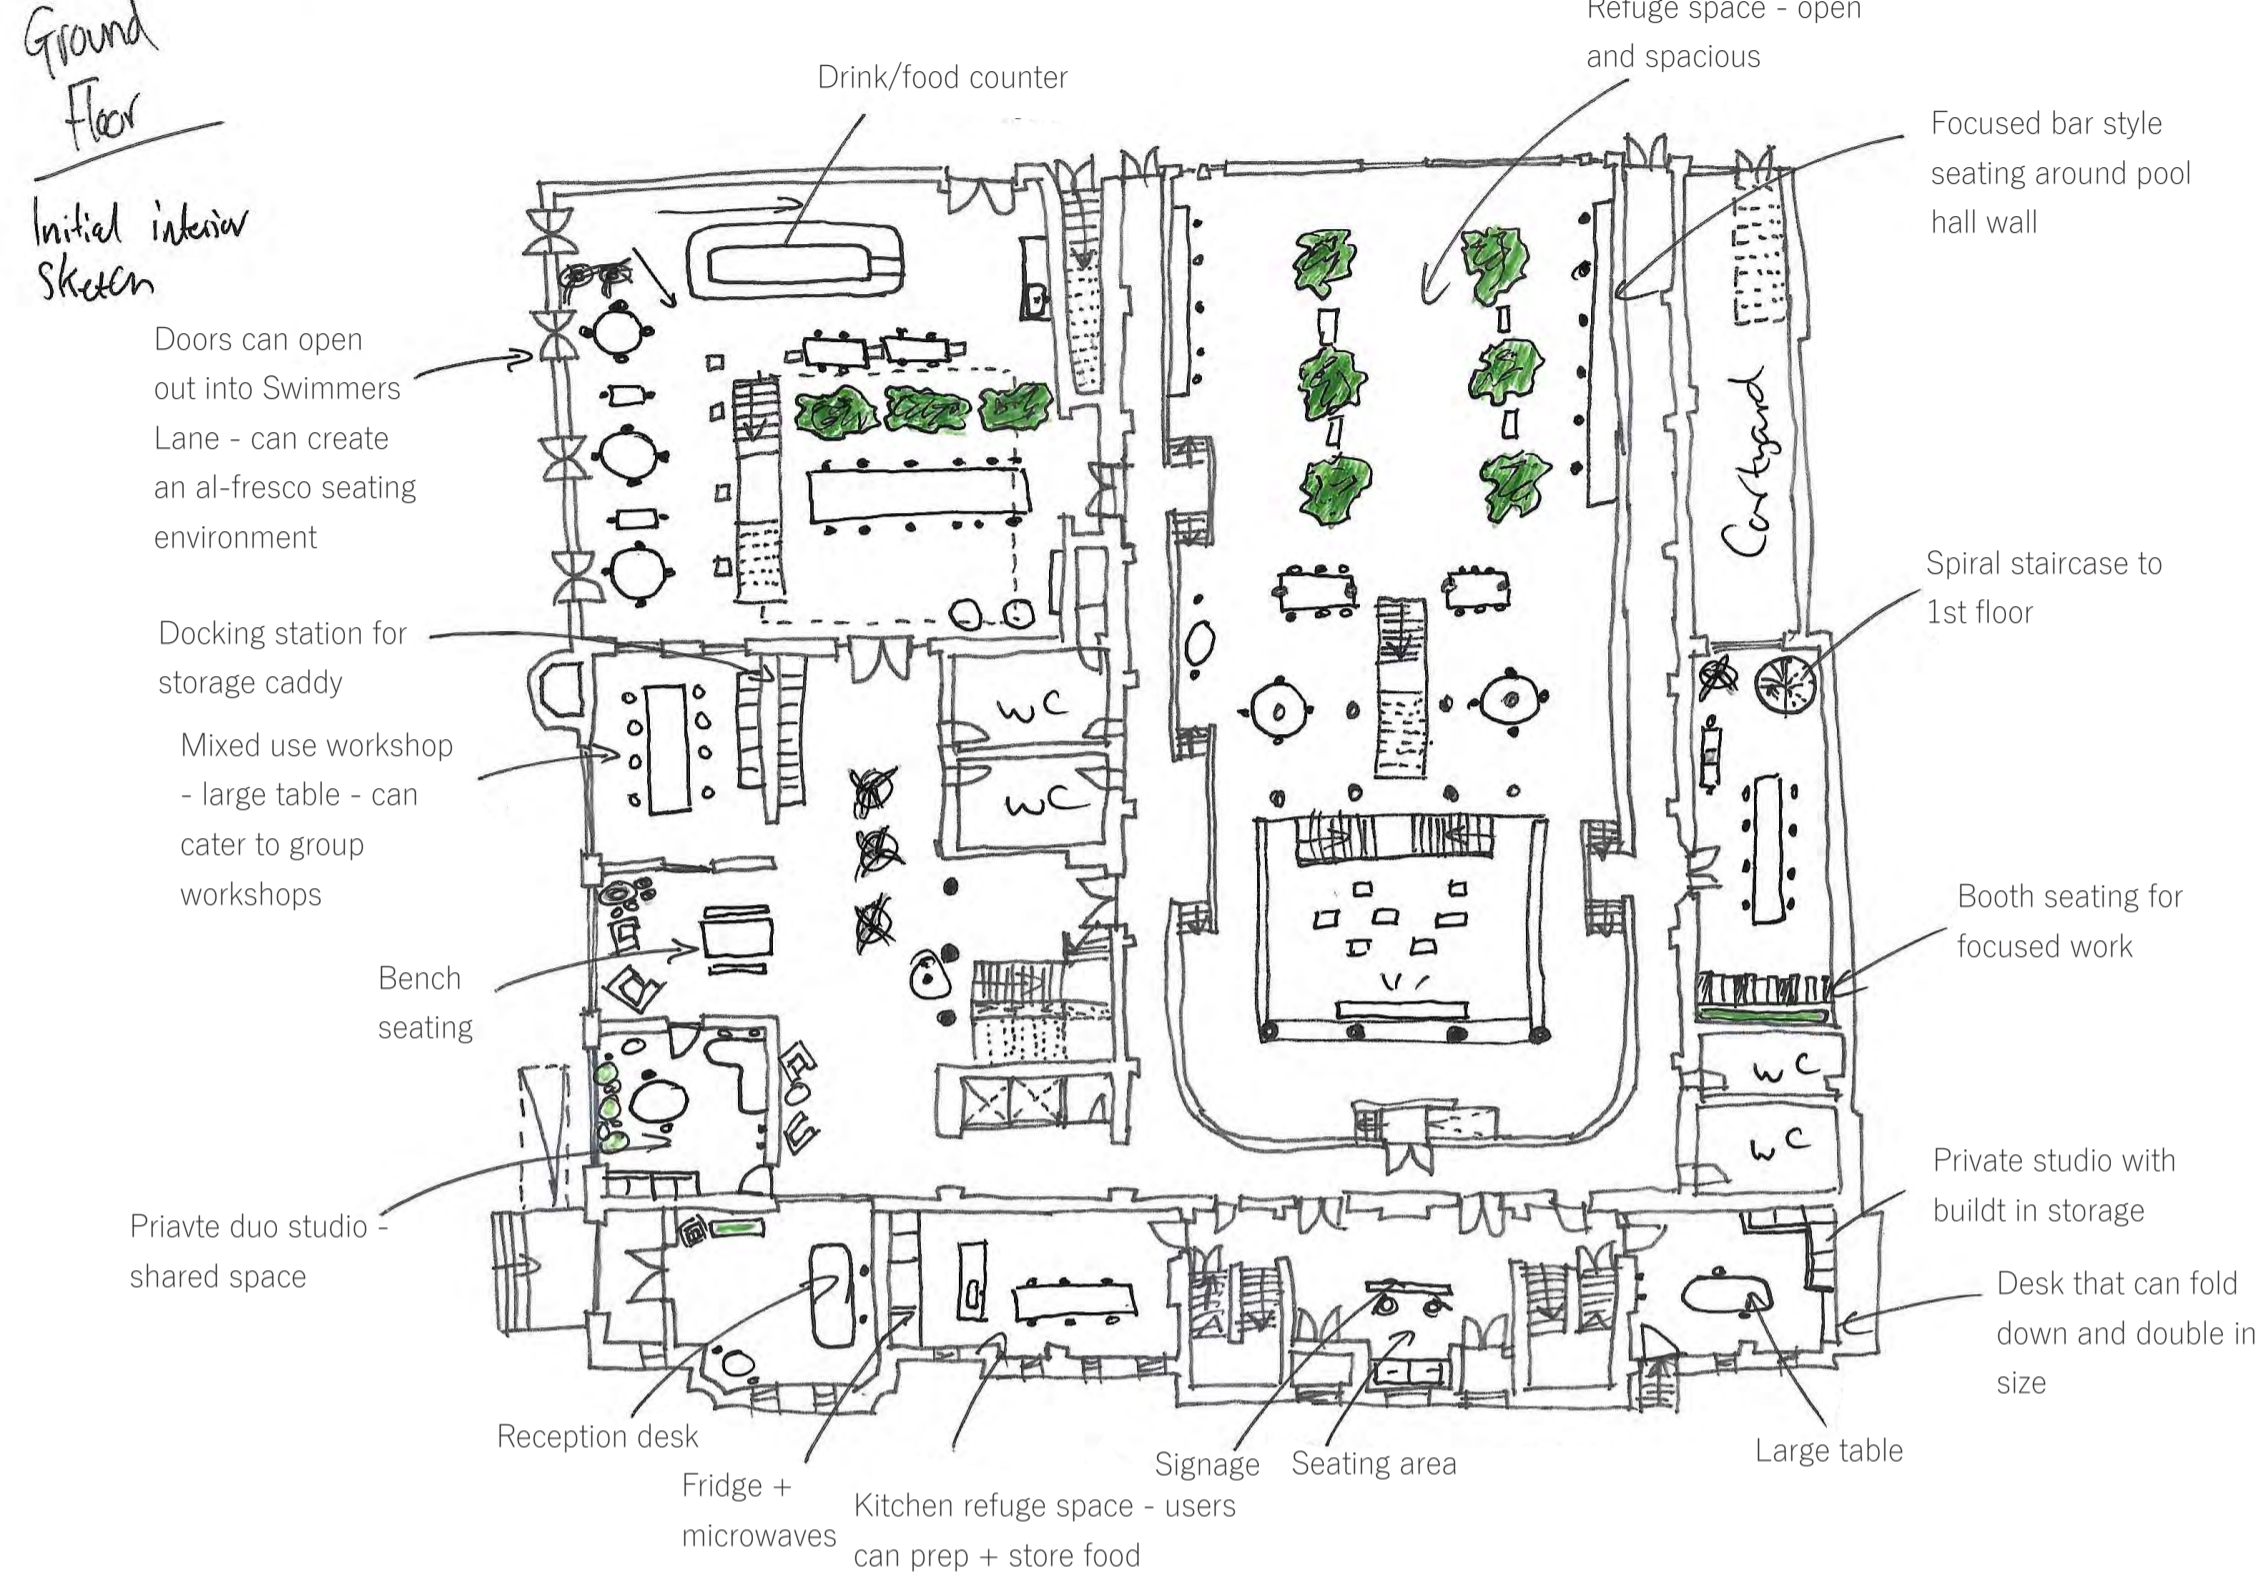 Ground
Floor
Initial interior
sketch
Refuge space - open
and spacious
Drink/food counter
Focused bar style
seating around pool
hall wall
Doors can open
out into Swimmers
Lane - can create
an al-fresco seating
environment
Courtyard
Spiral staircase to
1st floor
Docking station for
storage caddy
WC
Mixed use workshop
- large table - can
cater to group
workshops
WC
Booth seating for
focused work
Bench
seating
WC
WC
Private studio with
buildt in storage
Priavte duo studio -
shared space
Desk that can fold
down and double in
size
Reception desk
Signage
Seating area
Large table
Fridge +
microwaves
Kitchen refuge space - users
can prep + store food